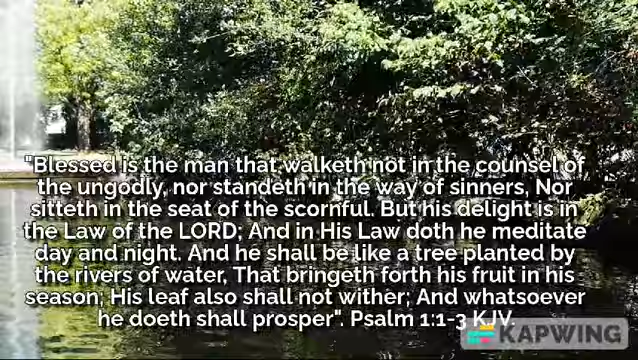 "Blessed is the man that walketh not in the counsel of
the ungodly, nor standeth in the way of sinners, Nor
sitteth in the seat of the scornful. But his delight is in
the Law of the LORD; And in His Law doth he meditate
day and night. And he shall be like a tree planted by
the rivers of water, That bringeth forth his fruit in his
season; His leaf also shall not wither; And whatsoever
he doeth shall prosper". Psalm 1:1-3 KJV.
KAPWING